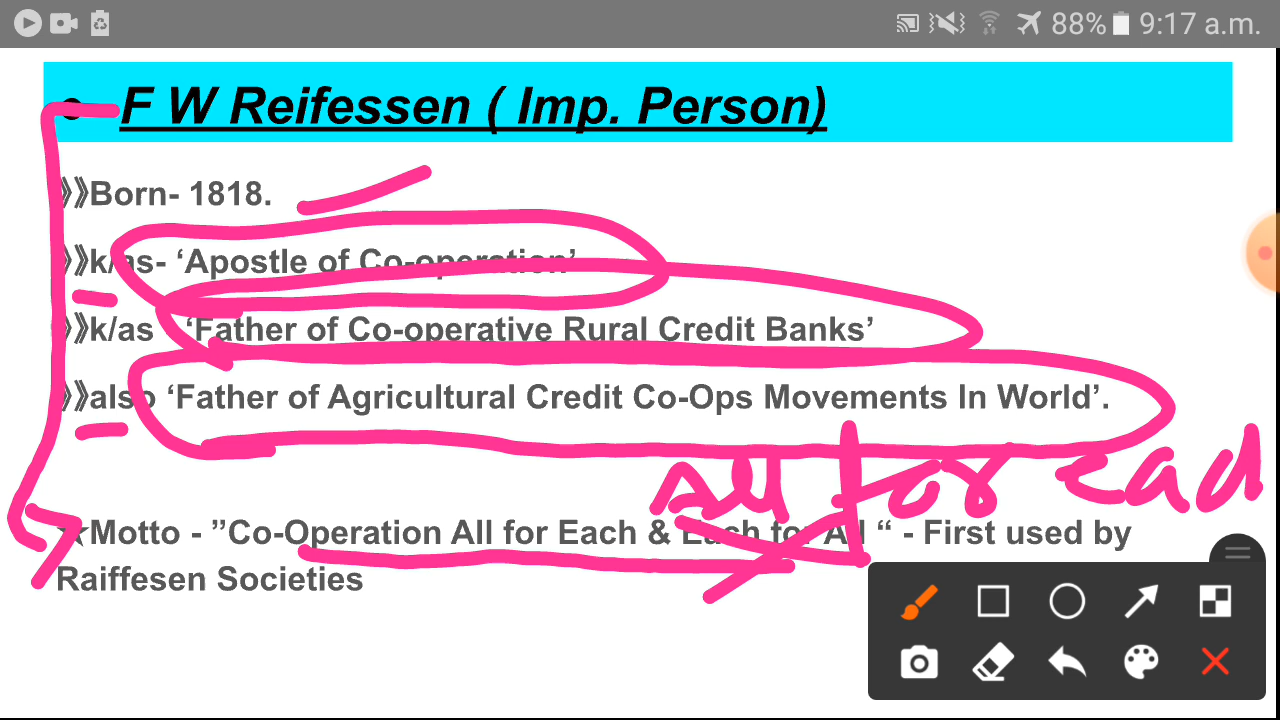 88% 9:17 a.m.
• F W Reifessen ( Imp. Person)
》》Born- 1818.
》》k/as- ‘Apostle of Co-operation’
》》k/as ‘Father of Co-operative Rural Credit Banks’
》》also ‘Father of Agricultural Credit Co-Ops Movements In World’.
All for
★Motto - ”Co-Operation All for Each & Each for All “ - First used by
Raiffesen Societies